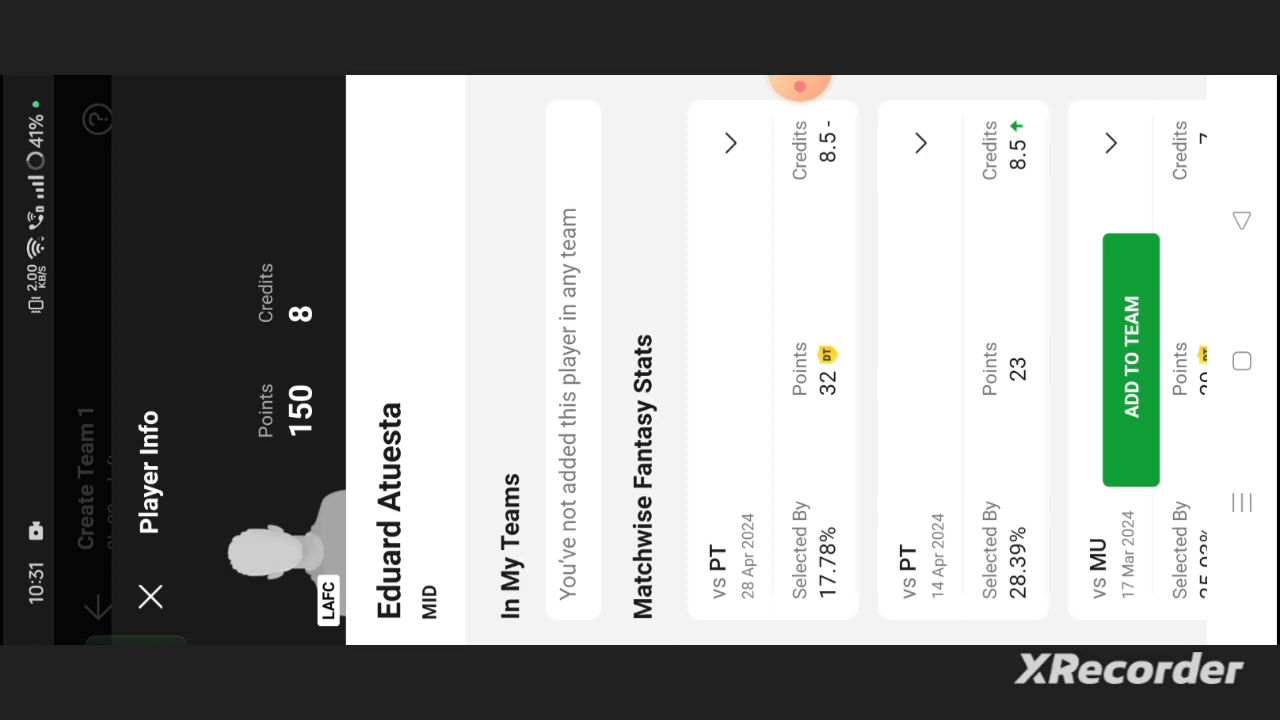 10:31
2.00
KB/S
41%
Create Team 1
Player Info
Points
Credits
150
8
LAFC
Eduard Atuesta
MID
In My Teams
You've not added this player in any team
Matchwise Fantasy Stats
vs PT
28 Apr 2024
Selected By
Points
Credits
17.78%
32 DT
8.5 -
vs PT
14 Apr 2024
Selected By
Points
Credits
28.39%
23
8.5
vs MU
17 Mar 2024
ADD TO TEAM
Selected By
Points
Credits
XRecorder